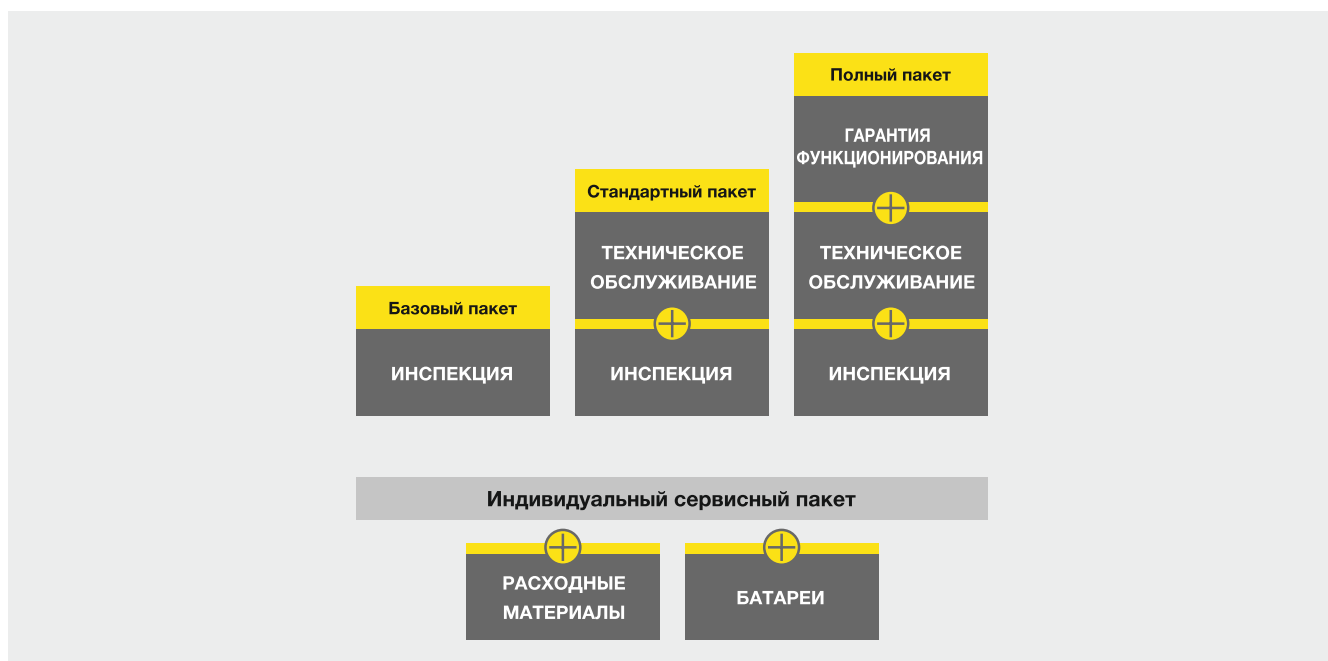 Полный пакет
ГАРАНТИЯ
ФУНКЦИОНИРОВАНИЯ
Стандартный пакет
ТЕХНИЧЕСКОЕ
ОБСЛУЖИВАНИЕ
ТЕХНИЧЕСКОЕ
ОБСЛУЖИВАНИЕ
Базовый пакет
ИНСПЕКЦИЯ
ИНСПЕКЦИЯ
ИНСПЕКЦИЯ
Индивидуальный сервисный пакет
РАСХОДНЫЕ
МАТЕРИАЛЫ
БАТАРЕИ